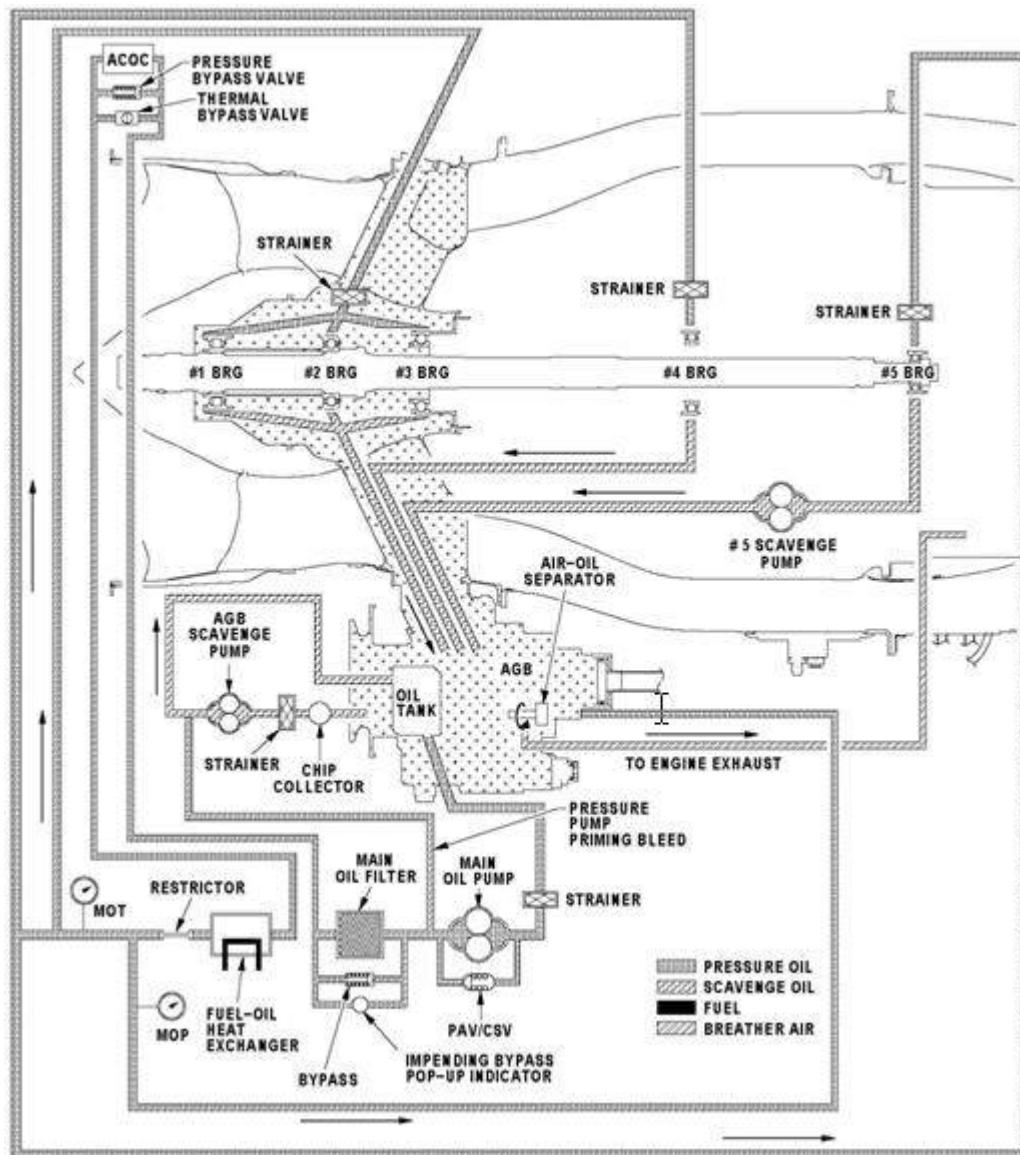 ACOC
PRESSURE
BYPASS VALVE
THERMAL
BYPASS VALVE
STRAINER
STRAINER
STRAINER
#1 BRG
#2 BRG
#3 BRG
#4 BRG
#5 BRG
# 5 SCAVENGE
PUMP
AIR-OIL
SEPARATOR
AGB
SCAVENGE
PUMP
AGB
OIL
TANK
STRAINER
CHIP
COLLECTOR
TO ENGINE EXHAUST
PRESSURE
PUMP
PRIMING BLEED
MAIN
OIL FILTER
MAIN
OIL PUMP
STRAINER
RESTRICTOR
MOT
MOP
FUEL-OIL
HEAT
EXCHANGER
BYPASS
IMPENDING BYPASS
POP-UP INDICATOR
PAV/CSV
PRESSURE OIL
SCAVENGE OIL
FUEL
BREATHER AIR